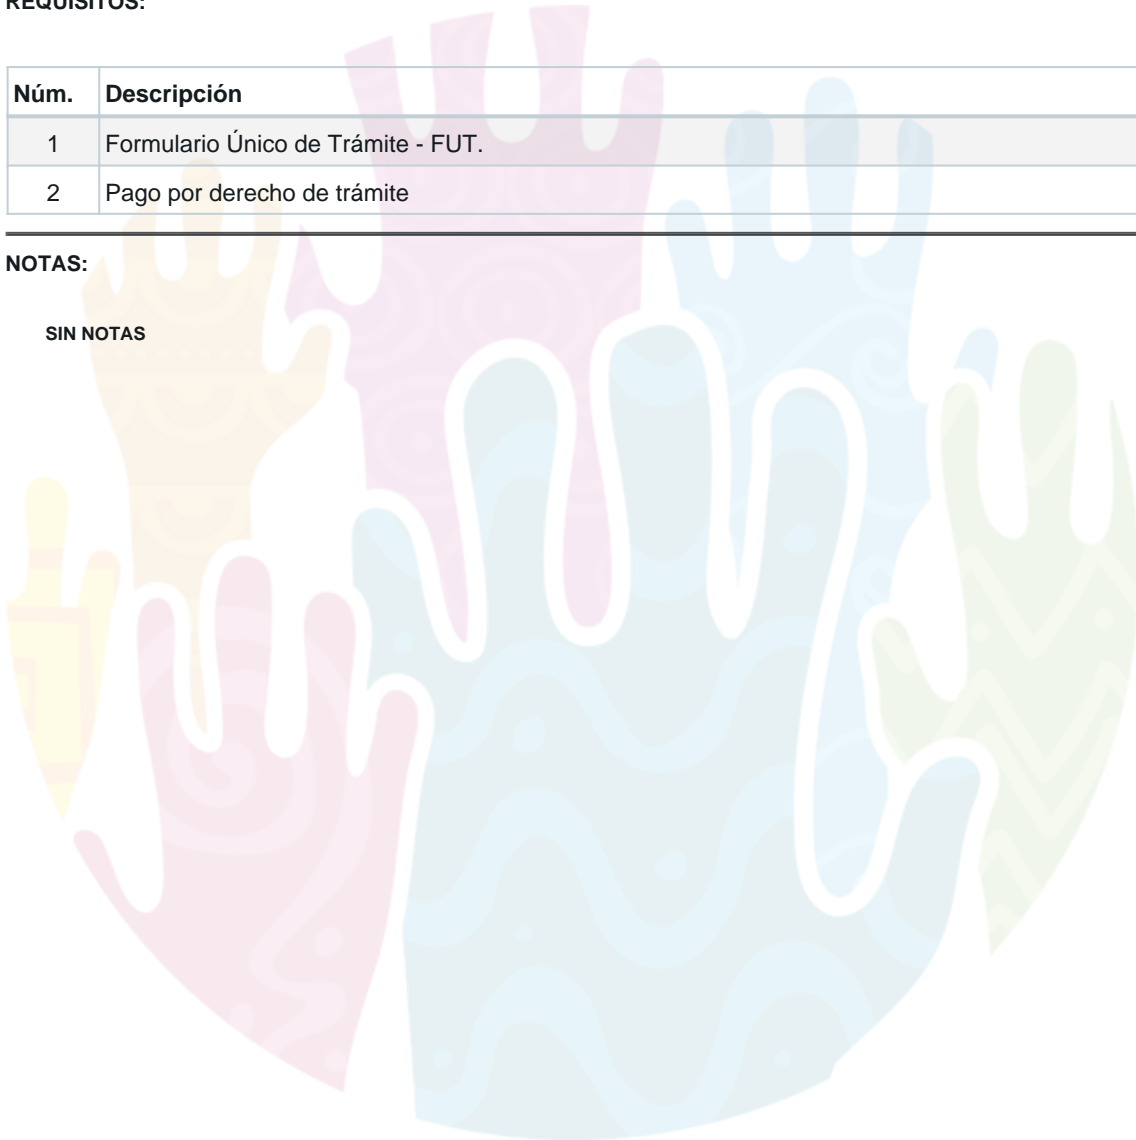 REQUISITOS:
Núm. Descripción
1 Formulario Único de Trámite - FUT.
2 Pago por derecho de trámite
NOTAS:
SIN NOTAS